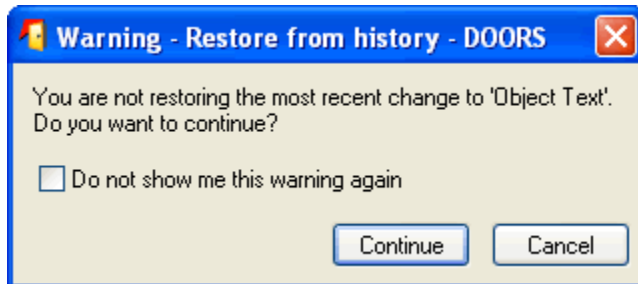 Warning - Restore from history - DOORS
You are not restoring the most recent change to 'Object Text'.
Do you want to continue?
Do not show me this warning again
Continue Cancel